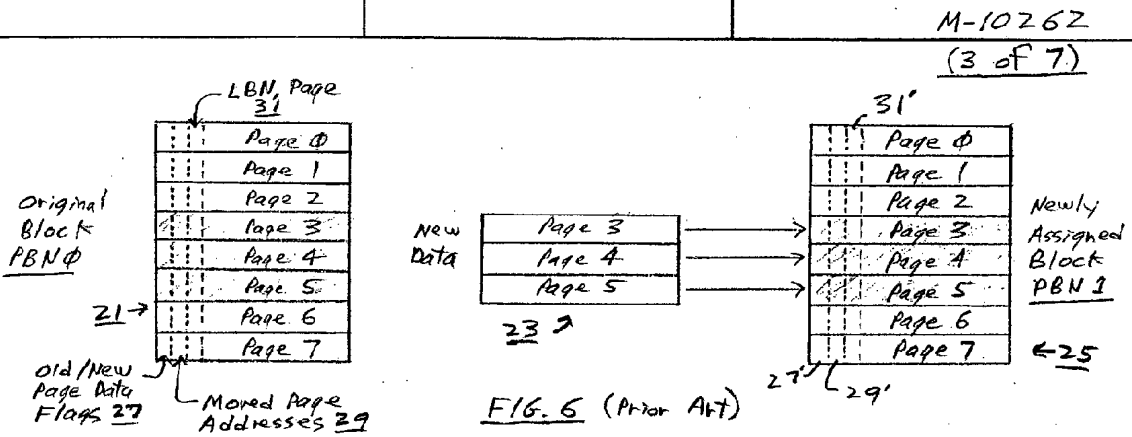 M-10262
(3 of 7)
LBN, Page
31
Page 0
Page 1
Page 2
Page 3
Page 4
Page 5
Page 6
Page 7
Original
Block
PBN0
21
Old/New
Page Data
Flags 27
Moved Page
Addresses 29
New
Data
Page 3
Page 4
Page 5
23
31'
Page 0
Page 1
Page 2
Page 3
Page 4
Page 5
Page 6
Page 7
Newly
Assigned
Block
PBN1
25
27'
29'
FIG. 6 (Prior Art)